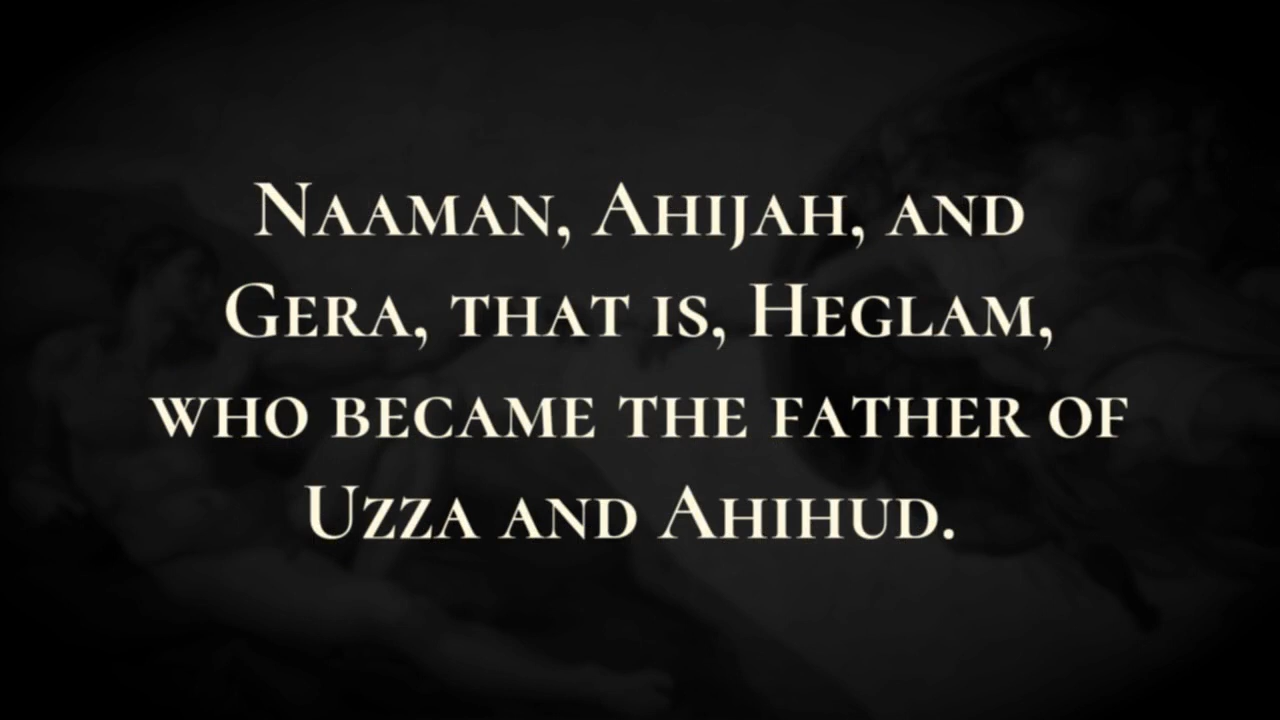 Naaman, Ahijah, and
Gera, that is, Heglam,
who became the father of
Uzza and Ahihud.